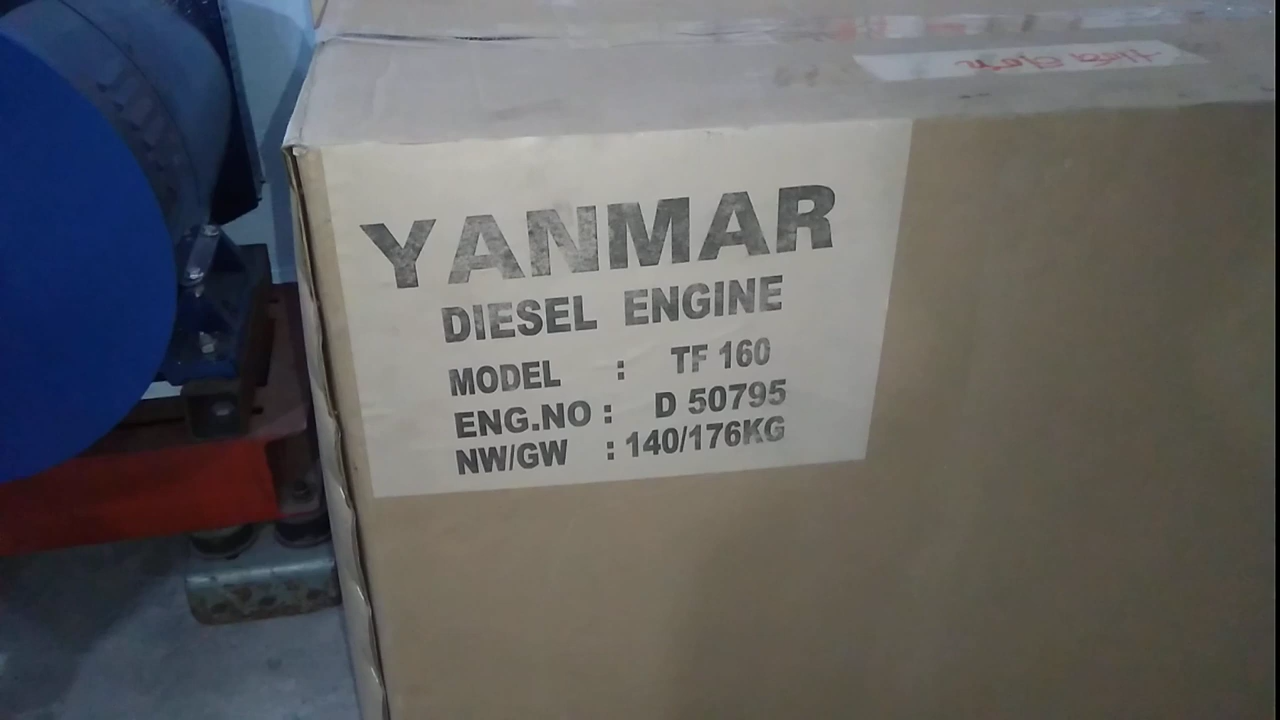 YANMAR
DIESEL ENGINE
MODEL : TF 160
ENG.NO : D 50795
NW/GW : 140/176KG